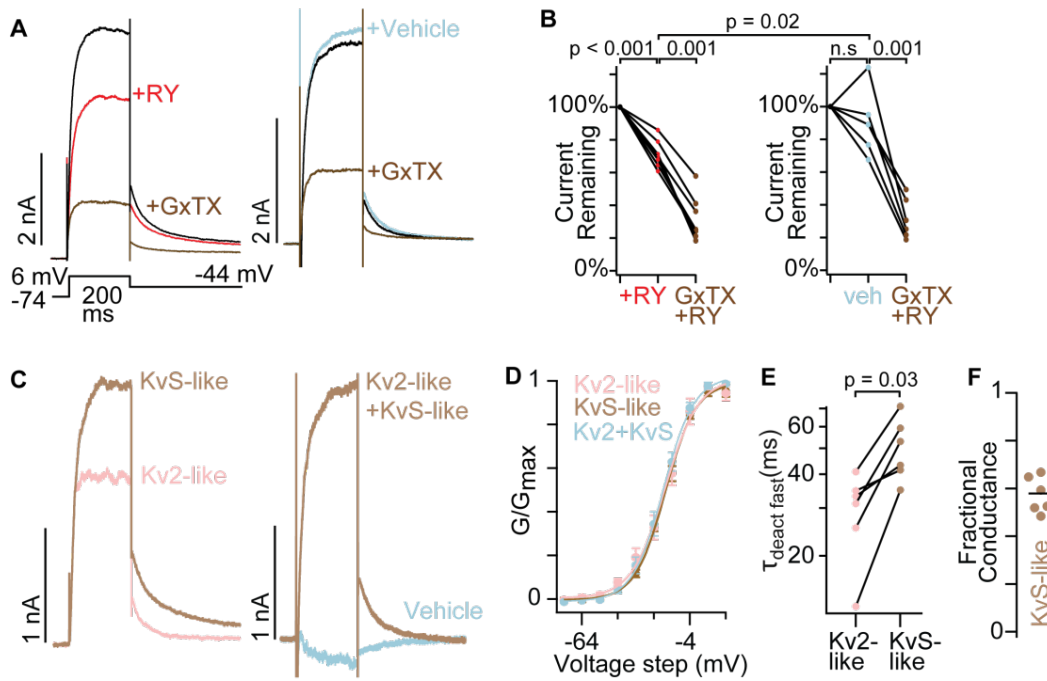 A
+RY
+GxTX
2 nA
6 mV
-74
200
ms
-44 mV
+Vehicle
+GxTX
2 nA
B
p = 0.02
p < 0.001
0.001
n.s
0.001
100%
Current
Remaining
0%
+RY
GxTX
+RY
100%
Current
Remaining
0%
veh
GxTX
+RY
C
KvS-like
Kv2-like
1 nA
Kv2-like
+KvS-like
Vehicle
1 nA
D
Kv2-like
KvS-like
Kv2+KvS
1
G/Gmax
0
-64
-4
Voltage step (mV)
E
p = 0.03
60
40
20
τdeact fast(ms)
Kv2-
like
KvS-
like
F
1
Fractional
Conductance
KvS-like
0